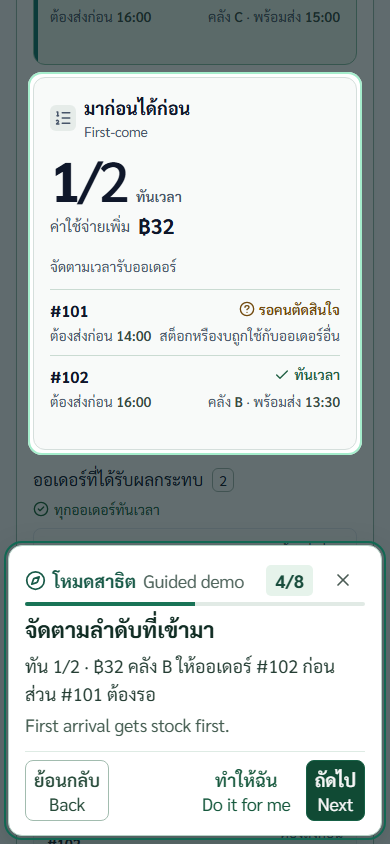 ต้องส่งก่อน 16:00 คลัง C · พร้อมส่ง 15:00
มาก่อนได้ก่อน
First-come
1/2 ทันเวลา
ค่าใช้จ่ายเพิ่ม ฿32
จัดตามเวลารับออเดอร์
#101 รอคนตัดสินใจ
ต้องส่งก่อน 14:00 สต็อกหรืองบถูกใช้กับออเดอร์อื่น
#102 ทันเวลา
ต้องส่งก่อน 16:00 คลัง B · พร้อมส่ง 13:30
ออเดอร์ที่ได้รับผลกระทบ 2
ทุกออเดอร์ทันเวลา
โหมดสาธิต Guided demo 4/8
จัดตามลำดับที่เข้ามา
ทัน 1/2 · ฿32 คลัง B ให้ออเดอร์ #102 ก่อน
ส่วน #101 ต้องรอ
First arrival gets stock first.
ย้อนกลับ ทำให้ฉัน ถัดไป
Back Do it for me Next